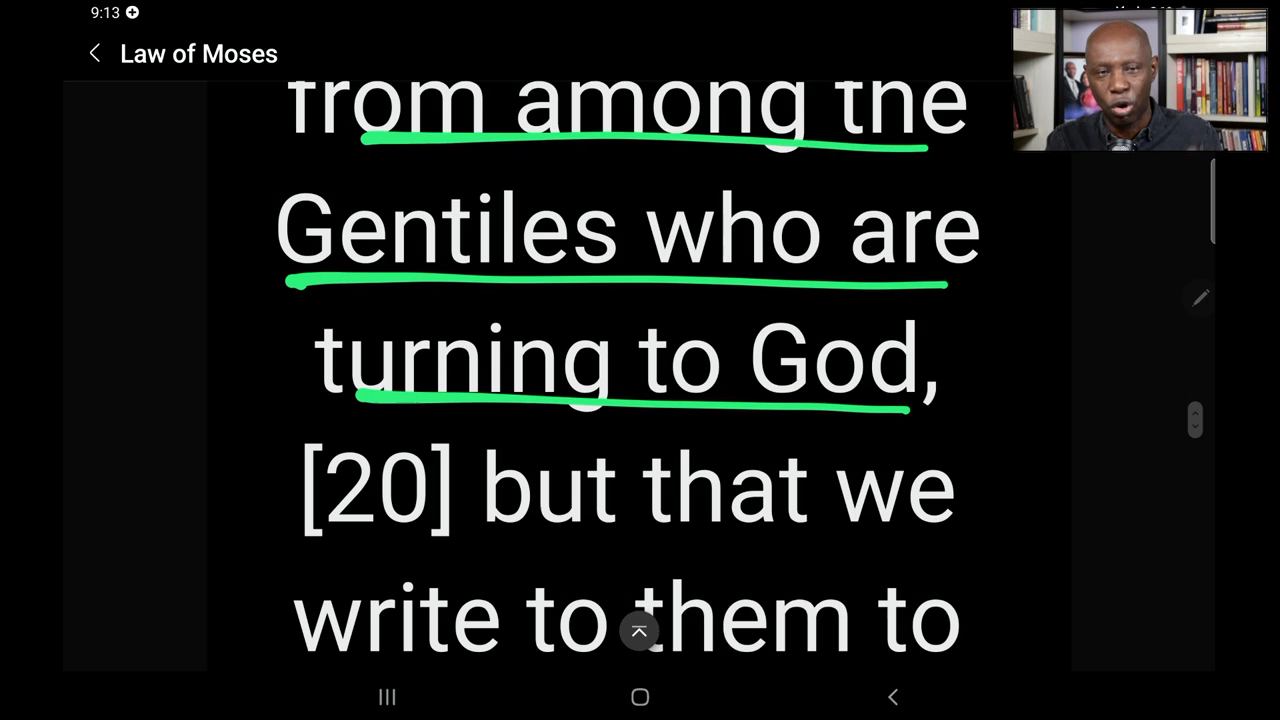 9:13
Law of Moses
from among the
Gentiles who are
turning to God,
[20] but that we
write to them to